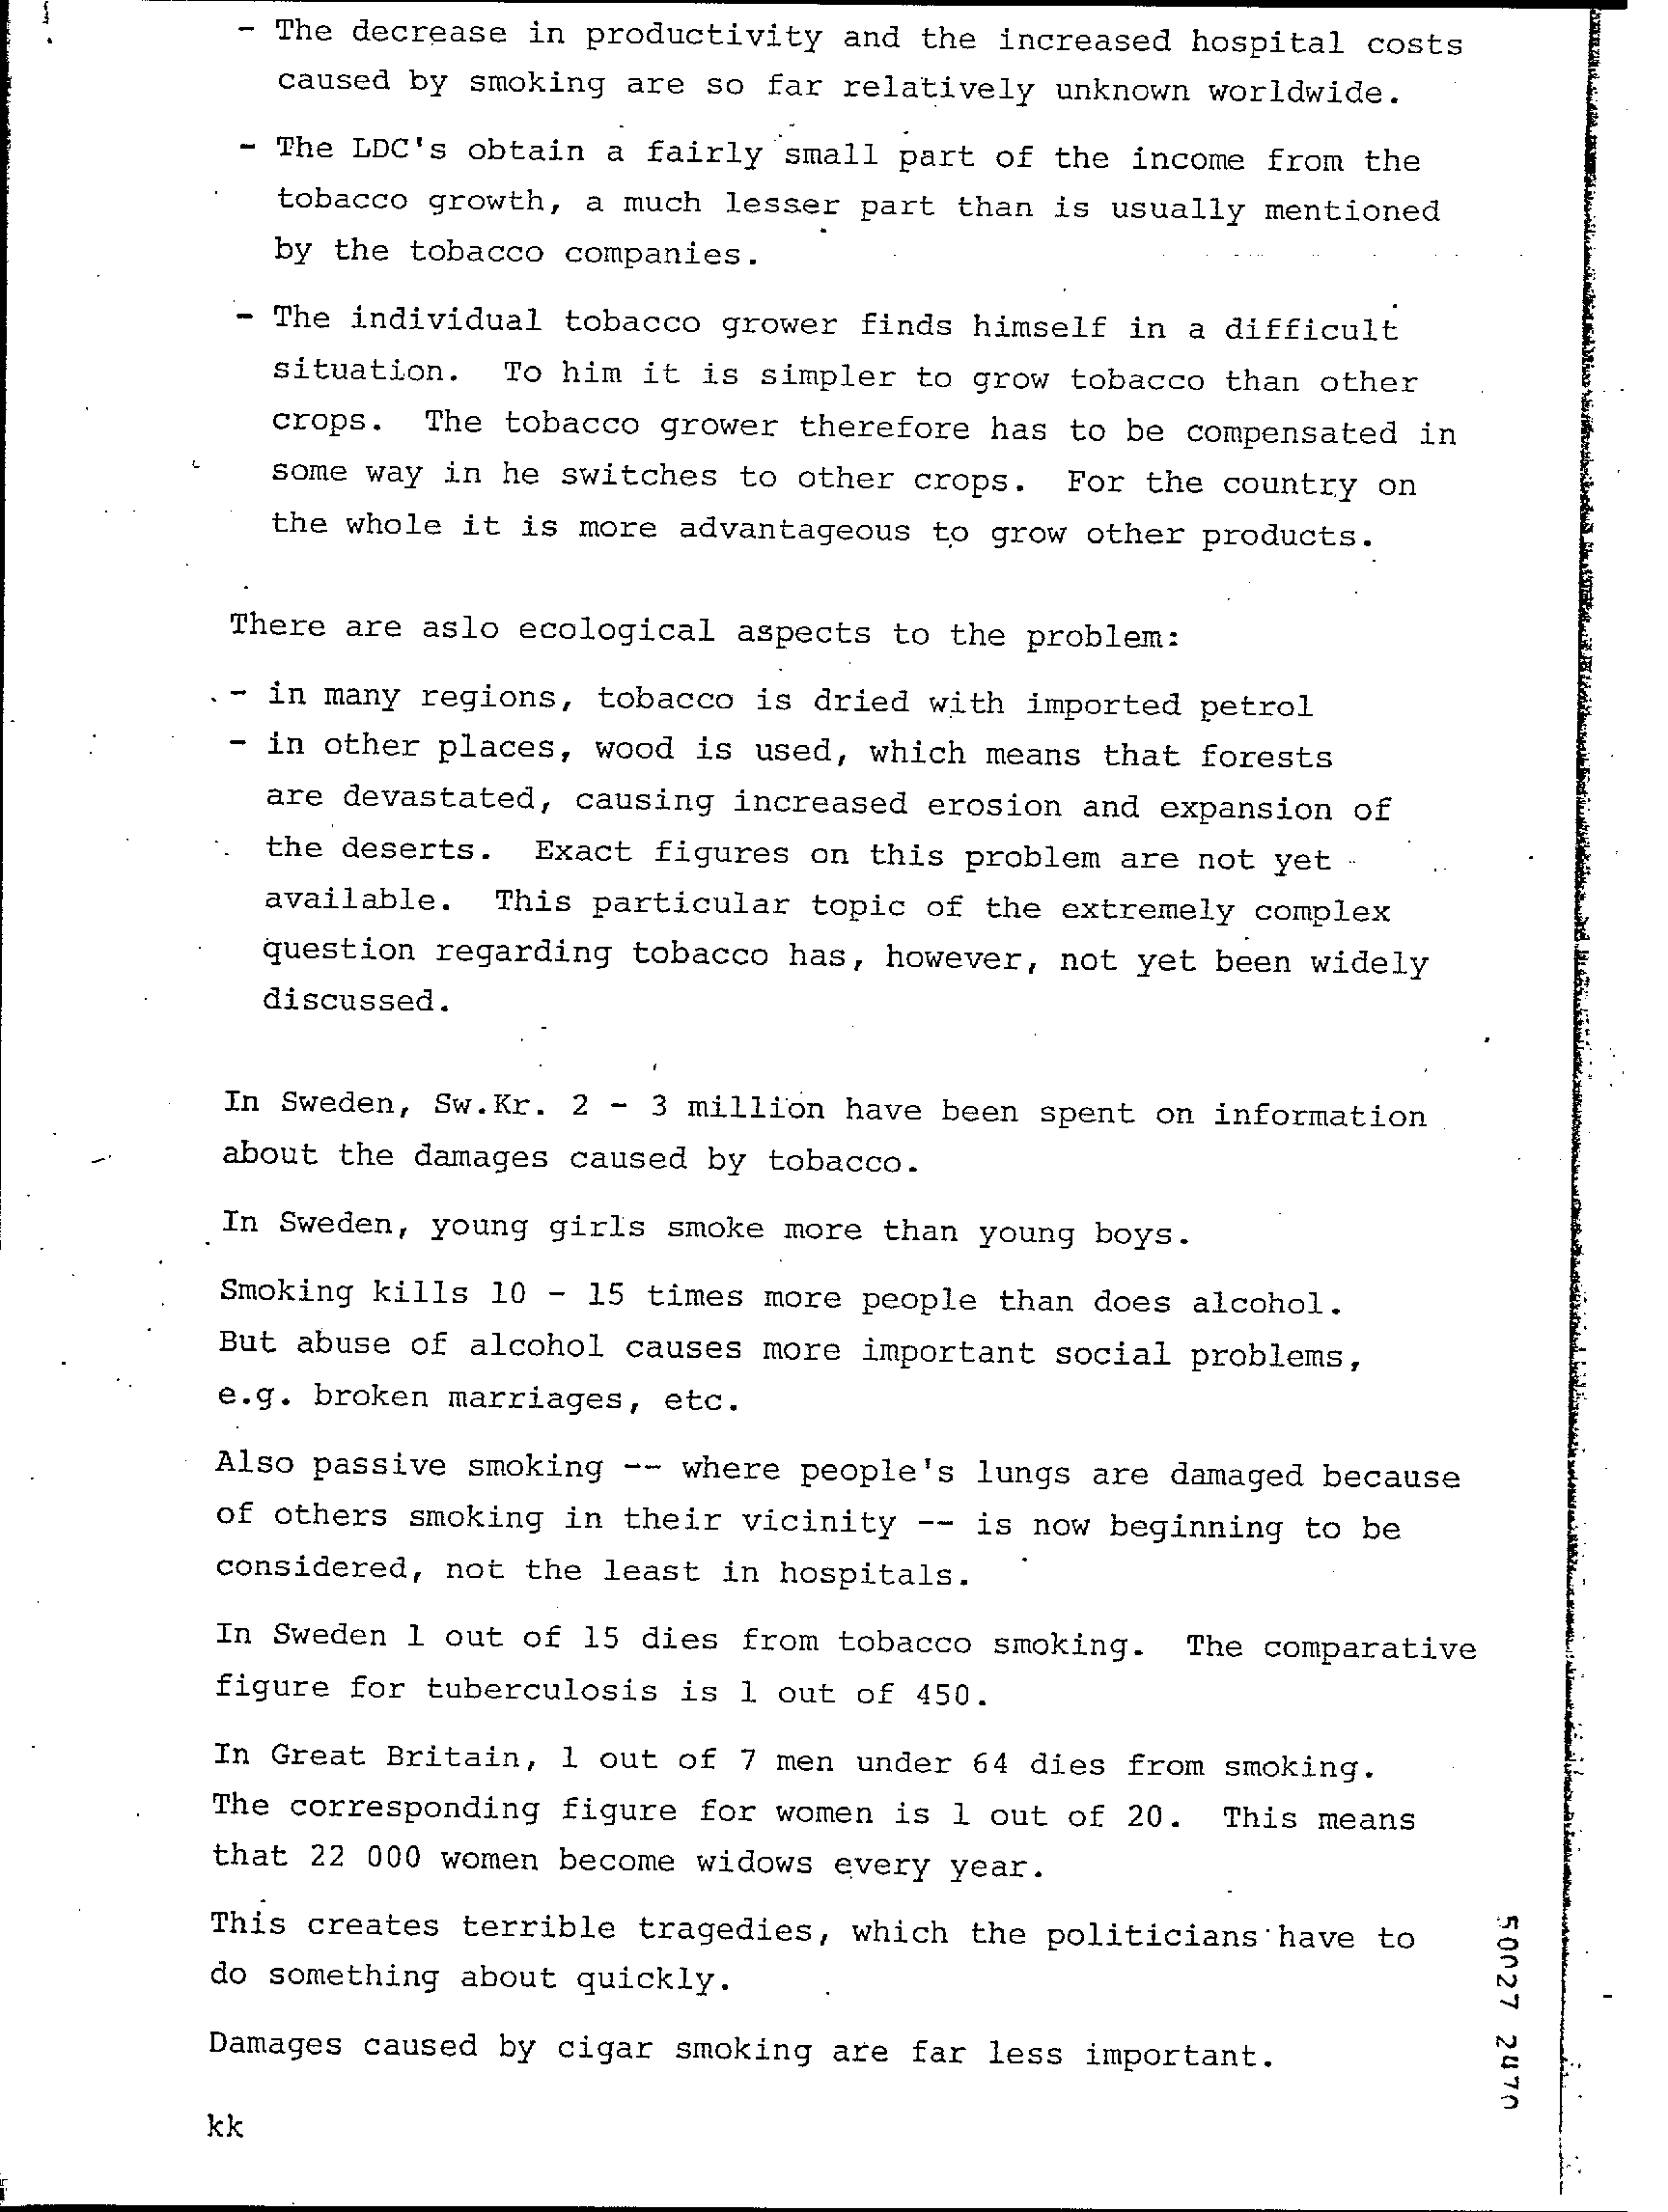 - The decrease in productivity and the increased hospital costs
caused by smoking are so far relatively unknown worldwide.
- The LDC's obtain a fairly small part of the income from the
tobacco growth, a much lesser part than is usually mentioned
by the tobacco companies.
- The individual tobacco grower finds himself in a difficult
situation. To him it is simpler to grow tobacco than other
crops. The tobacco grower therefore has to be compensated in
some way in he switches to other crops. For the country on
the whole it is more advantageous to grow other products.
There are aslo ecological aspects to the problem:
- in many regions, tobacco is dried with imported petrol
- in other places, wood is used, which means that forests
are devastated, causing increased erosion and expansion of
the deserts. Exact figures on this problem are not yet
available. This particular topic of the extremely complex
question regarding tobacco has, however, not yet been widely
discussed.
In Sweden, Sw.Kr. 2 - 3 million have been spent on information
about the damages caused by tobacco.
In Sweden, young girls smoke more than young boys.
Smoking kills 10 - 15 times more people than does alcohol.
But abuse of alcohol causes more important social problems,
e.g. broken marriages, etc.
Also passive smoking -- where people's lungs are damaged because
of others smoking in their vicinity -- is now beginning to be
considered, not the least in hospitals.
In Sweden 1 out of 15 dies from tobacco smoking. The comparative
figure for tuberculosis is 1 out of 450.
In Great Britain, 1 out of 7 men under 64 dies from smoking.
The corresponding figure for women is 1 out of 20. This means
that 22 000 women become widows every year.
This creates terrible tragedies, which the politicians have to
do something about quickly.
Damages caused by cigar smoking are far less important.
kk
50027 2470